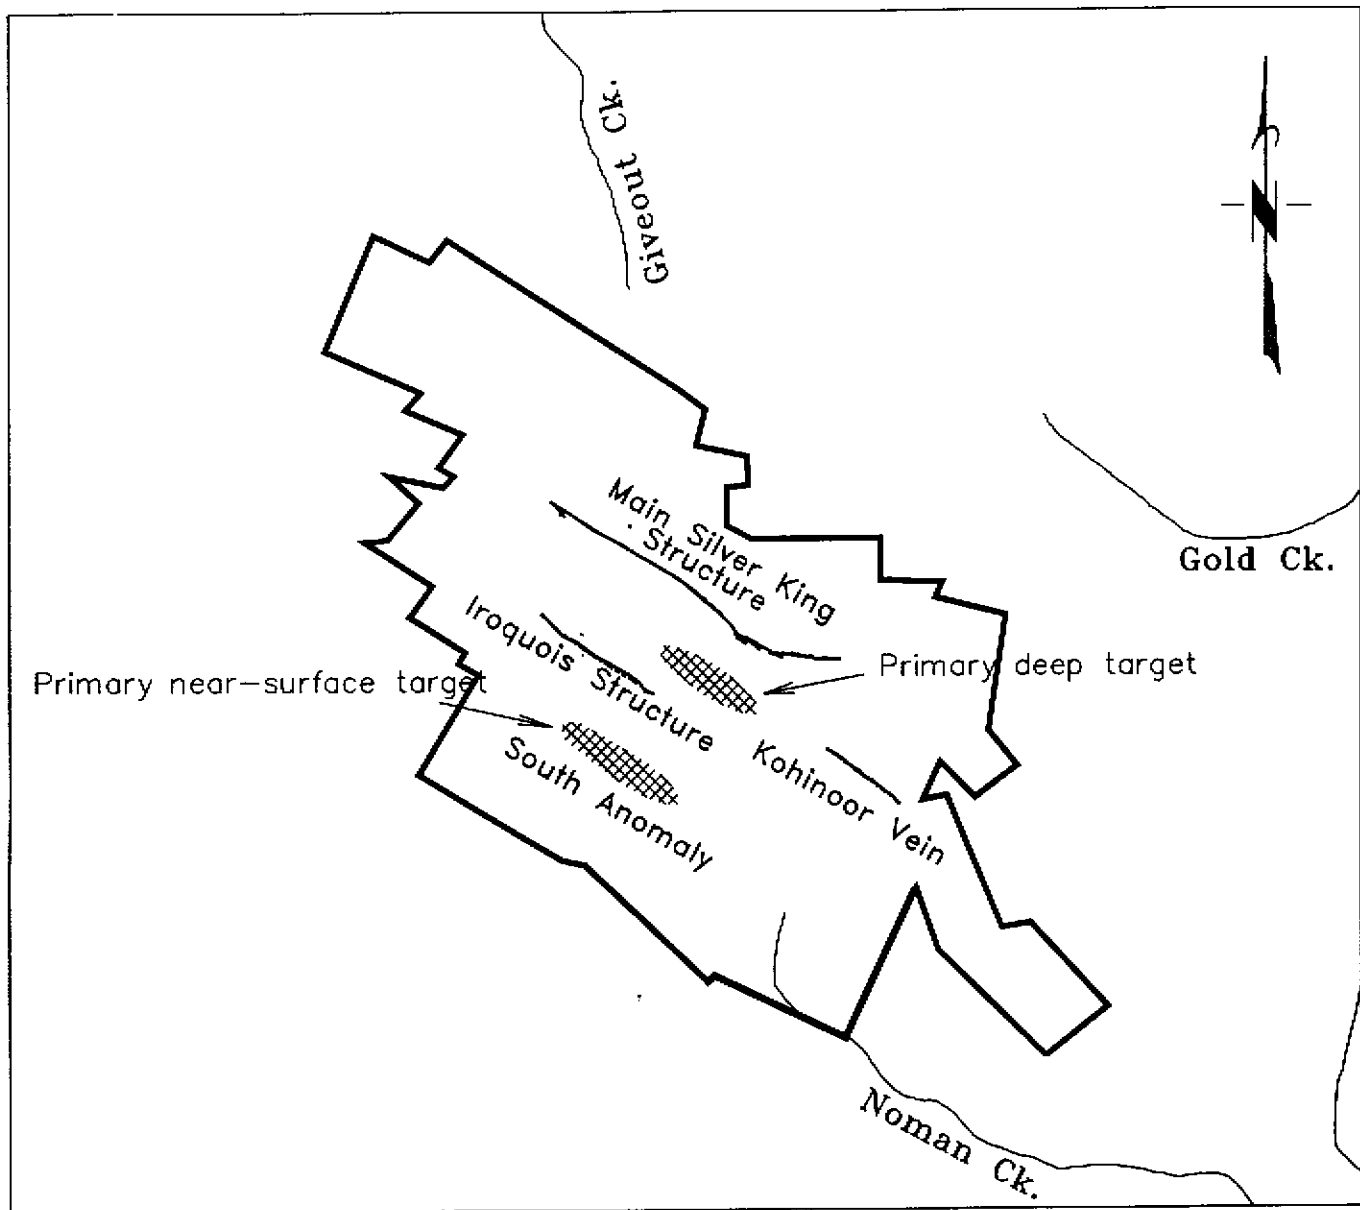 Giveout Ck.
N
Main Silver King
Structure
Gold Ck.
Iroquois Structure
Primary deep target
Primary near-surface target
South Anomaly
Kohinoor Vein
Noman Ck.